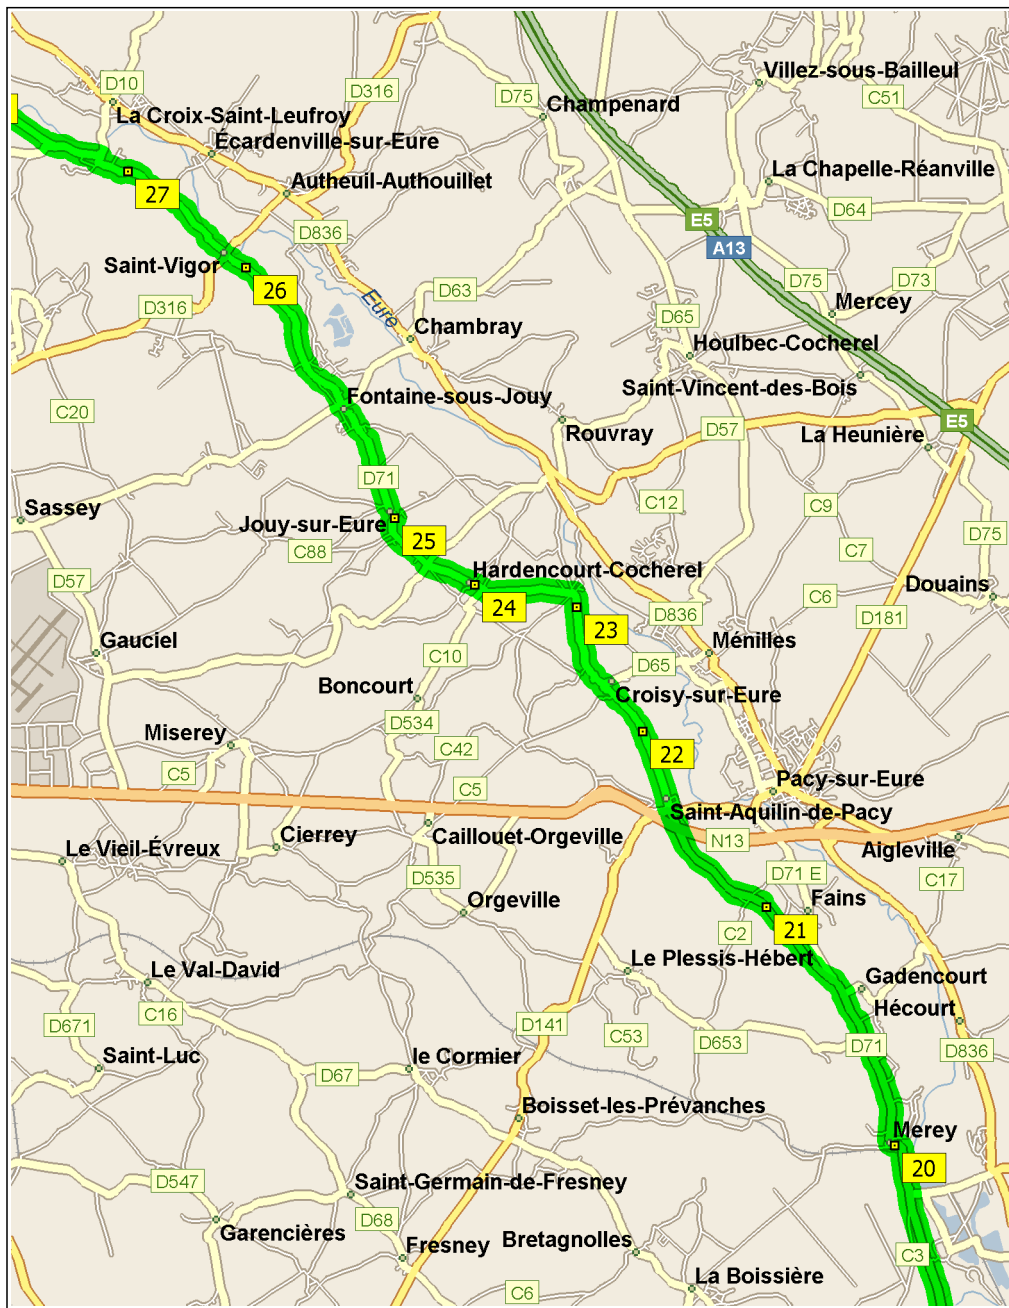 Villez-sous-Bailleul
D10
D316
D75
C51
Champenard
La Croix-Saint-Leufroy
Écardenville-sur-Eure
La Chapelle-Réanville
Autheuil-Authouillet
27
E5
D64
D836
A13
Saint-Vigor
D75
D73
26
D63
Mercey
D316
Eure
D65
Chambray
Houlbec-Cocherel
Saint-Vincent-des-Bois
Fontaine-sous-Jouy
C20
E5
D57
Rouvray
La Heunière
D71
C12
C9
Sassey
Jouy-sur-Eure
D75
25
C88
C7
Hardencourt-Cocherel
D57
Douains
C6
24
D836
D181
23
Gauciel
Ménilles
C10
D65
Boncourt
Croisy-sur-Eure
D534
Miserey
C42
22
C5
Pacy-sur-Eure
C5
Saint-Aquilin-de-Pacy
Cierrey
Caillouet-Orgeville
N13
Aigleville
Le Vieil-Évreux
D71 E
D535
C17
Orgeville
Fains
21
C2
Le Plessis-Hébert
Le Val-David
Gadencourt
Hécourt
C16
D671
D141
C53
D653
D71
Saint-Luc
le Cormier
D836
D67
Boisset-les-Prévanches
Merey
20
D547
Saint-Germain-de-Fresney
D68
Garencières
Fresney
Bretagnolles
C3
La Boissière
C6